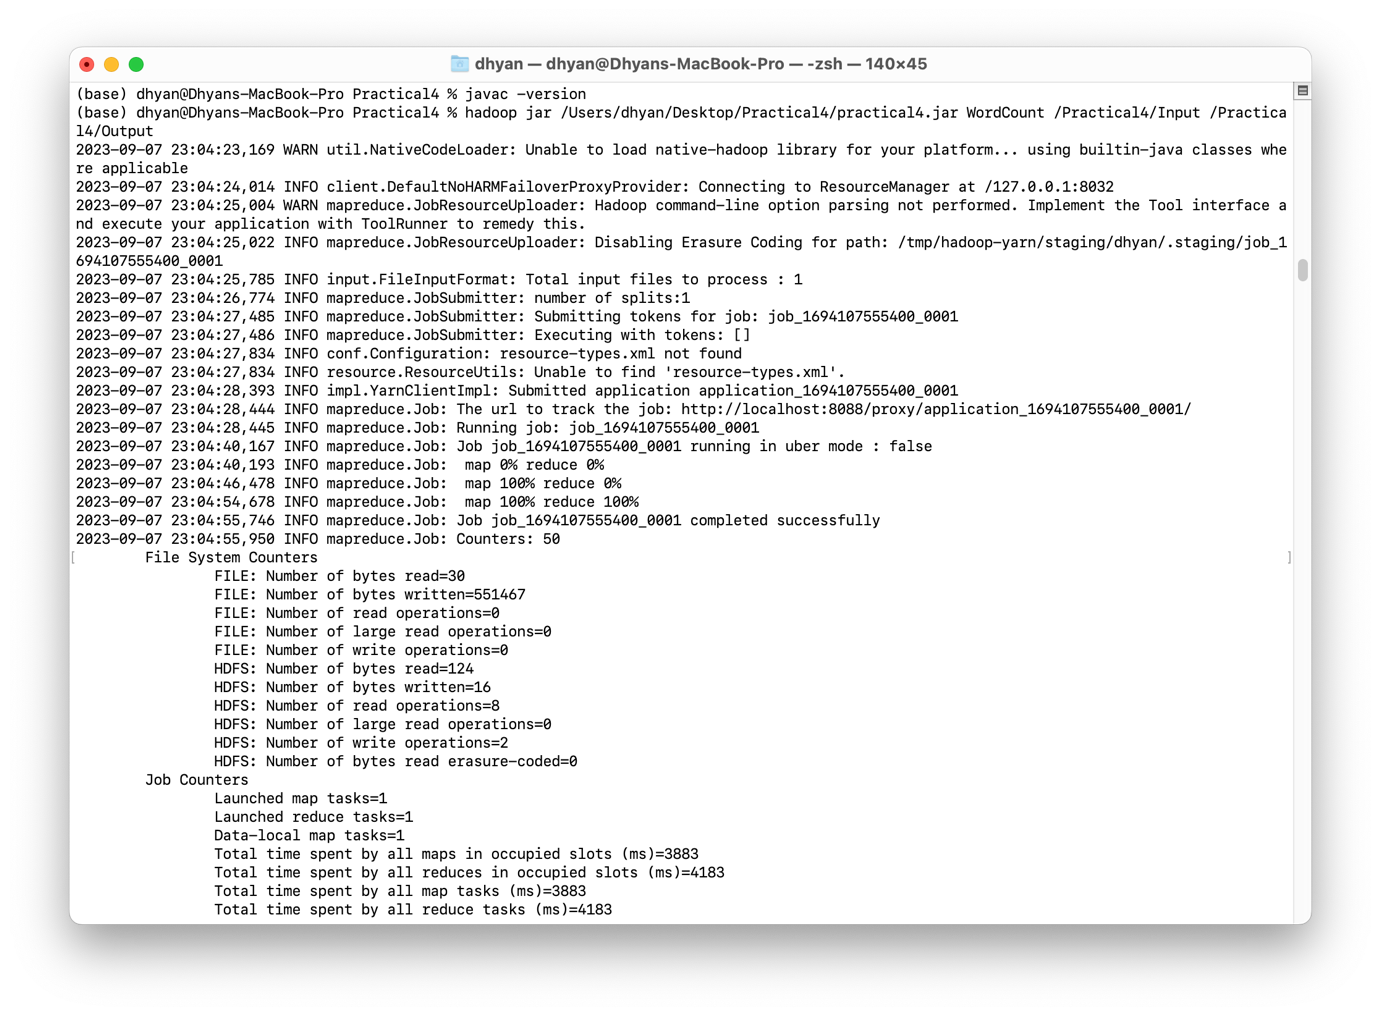 dhyan — dhyan@Dhyans-MacBook-Pro — -zsh — 140×45
(base) dhyan@Dhyans-MacBook-Pro Practical4 % javac -version
(base) dhyan@Dhyans-MacBook-Pro Practical4 % hadoop jar /Users/dhyan/Desktop/Practical4/practical4.jar WordCount /Practical4/Input /Practica
l4/Output
2023-09-07 23:04:23,169 WARN util.NativeCodeLoader: Unable to load native-hadoop library for your platform... using builtin-java classes whe
re applicable
2023-09-07 23:04:24,014 INFO client.DefaultNoHARMFailoverProxyProvider: Connecting to ResourceManager at /127.0.0.1:8032
2023-09-07 23:04:25,004 WARN mapreduce.JobResourceUploader: Hadoop command-line option parsing not performed. Implement the Tool interface a
nd execute your application with ToolRunner to remedy this.
2023-09-07 23:04:25,022 INFO mapreduce.JobResourceUploader: Disabling Erasure Coding for path: /tmp/hadoop-yarn/staging/dhyan/.staging/job_1
694107555400_0001
2023-09-07 23:04:25,785 INFO input.FileInputFormat: Total input files to process : 1
2023-09-07 23:04:26,774 INFO mapreduce.JobSubmitter: number of splits:1
2023-09-07 23:04:27,485 INFO mapreduce.JobSubmitter: Submitting tokens for job: job_1694107555400_0001
2023-09-07 23:04:27,486 INFO mapreduce.JobSubmitter: Executing with tokens: []
2023-09-07 23:04:27,834 INFO conf.Configuration: resource-types.xml not found
2023-09-07 23:04:27,834 INFO resource.ResourceUtils: Unable to find 'resource-types.xml'.
2023-09-07 23:04:28,393 INFO impl.YarnClientImpl: Submitted application application_1694107555400_0001
2023-09-07 23:04:28,444 INFO mapreduce.Job: The url to track the job: http://localhost:8088/proxy/application_1694107555400_0001/
2023-09-07 23:04:28,445 INFO mapreduce.Job: Running job: job_1694107555400_0001
2023-09-07 23:04:40,167 INFO mapreduce.Job: Job job_1694107555400_0001 running in uber mode : false
2023-09-07 23:04:40,193 INFO mapreduce.Job:  map 0% reduce 0%
2023-09-07 23:04:46,478 INFO mapreduce.Job:  map 100% reduce 0%
2023-09-07 23:04:54,678 INFO mapreduce.Job:  map 100% reduce 100%
2023-09-07 23:04:55,746 INFO mapreduce.Job: Job job_1694107555400_0001 completed successfully
2023-09-07 23:04:55,950 INFO mapreduce.Job: Counters: 50
[ File System Counters ]
FILE: Number of bytes read=30
FILE: Number of bytes written=551467
FILE: Number of read operations=0
FILE: Number of large read operations=0
FILE: Number of write operations=0
HDFS: Number of bytes read=124
HDFS: Number of bytes written=16
HDFS: Number of read operations=8
HDFS: Number of large read operations=0
HDFS: Number of write operations=2
HDFS: Number of bytes read erasure-coded=0
Job Counters
Launched map tasks=1
Launched reduce tasks=1
Data-local map tasks=1
Total time spent by all maps in occupied slots (ms)=3883
Total time spent by all reduces in occupied slots (ms)=4183
Total time spent by all map tasks (ms)=3883
Total time spent by all reduce tasks (ms)=4183